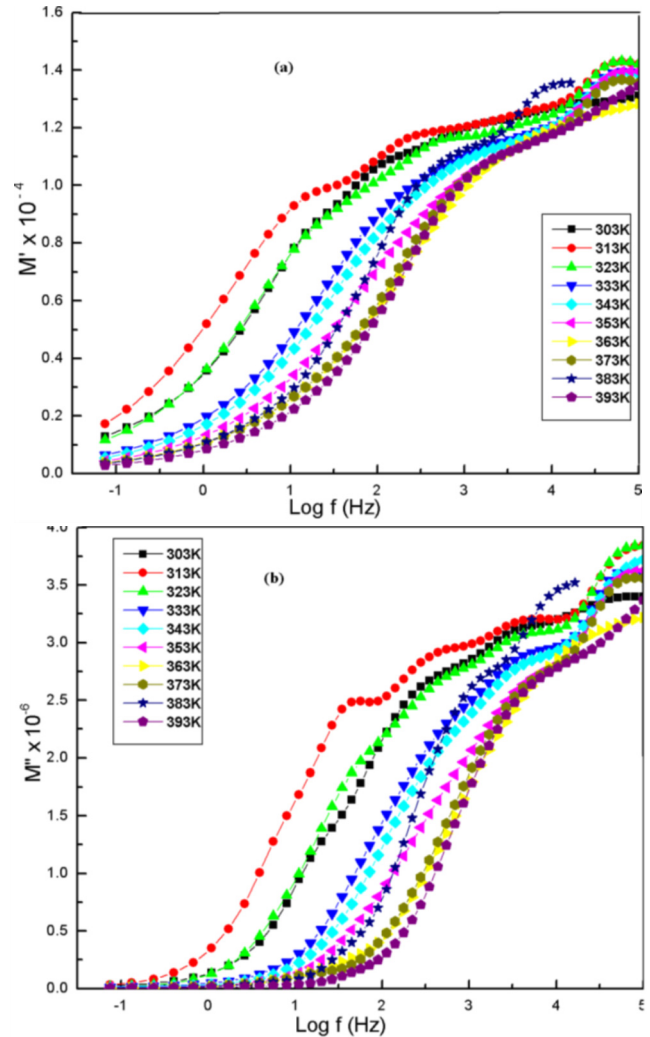 (a)
1.6
1.4
1.2
1.0
0.8
0.6
0.4
0.2
0.0
M' x 10 -4
303K
313K
323K
333K
343K
353K
363K
373K
383K
393K
-1 0 1 2 3 4 5
Log f (Hz)
(b)
4.0
3.5
3.0
2.5
2.0
1.5
1.0
0.5
0.0
M" x 10-6
303K
313K
323K
333K
343K
353K
363K
373K
383K
393K
-1 0 1 2 3 4 5
Log f (Hz)